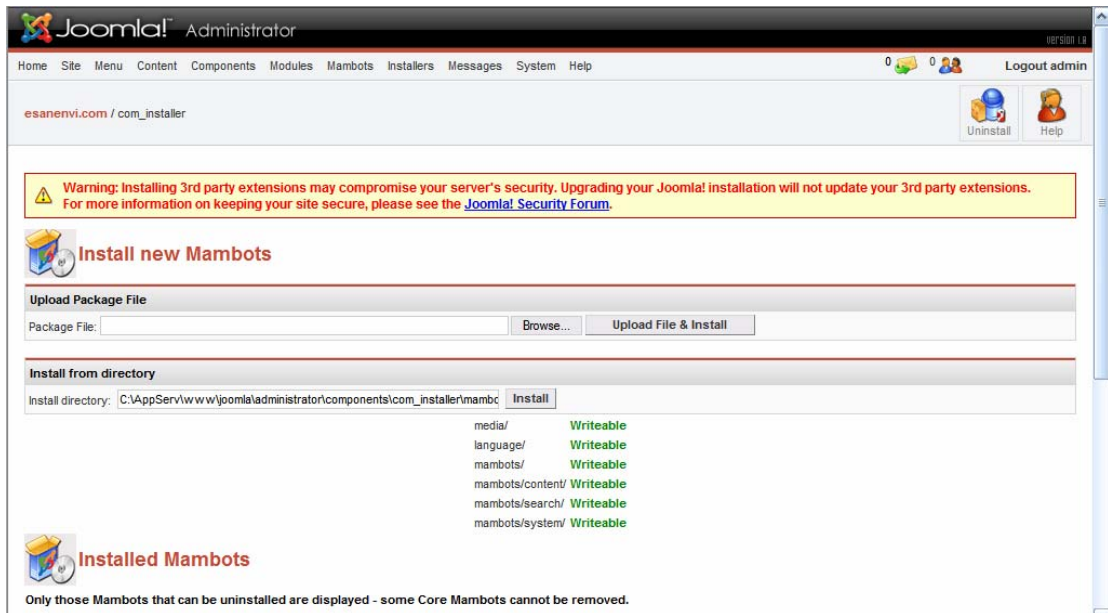 Joomla! Administrator
version 1.0
Home Site Menu Content Components Modules Mambots Installers Messages System Help 0 0 Logout admin
esanenvi.com / com_installer
Uninstall Help
Warning: Installing 3rd party extensions may compromise your server's security. Upgrading your Joomla! installation will not update your 3rd party extensions.
For more information on keeping your site secure, please see the Joomla! Security Forum.
Install new Mambots
Upload Package File
Package File: Browse... Upload File & Install
Install from directory
Install directory: C:\AppServ\www\joomla\administrator\components\com_installer\mambo Install
media/ Writeable
language/ Writeable
mambots/ Writeable
mambots/content/ Writeable
mambots/search/ Writeable
mambots/system/ Writeable
Installed Mambots
Only those Mambots that can be uninstalled are displayed - some Core Mambots cannot be removed.